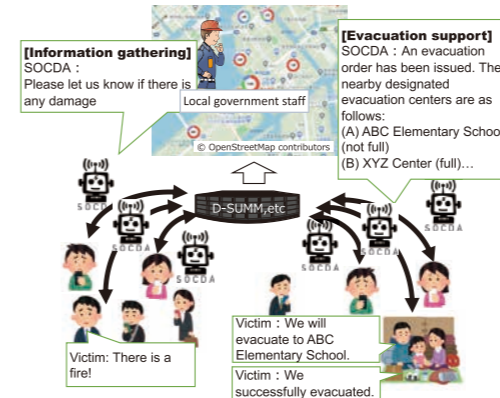 [Information gathering]
SOCDA :
Please let us know if there is
any damage
Local government staff
© OpenStreetMap contributors
[Evacuation support]
SOCDA : An evacuation
order has been issued. The
nearby designated
evacuation centers are as
follows:
(A) ABC Elementary School
(not full)
(B) XYZ Center (full)…
D-SUMM,etc
SOCDA
SOCDA
SOCDA
SOCDA
SOCDA
SOCDA
Victim: There is a
fire!
Victim : We will
evacuate to ABC
Elementary School.
Victim : We
successfully evacuated.